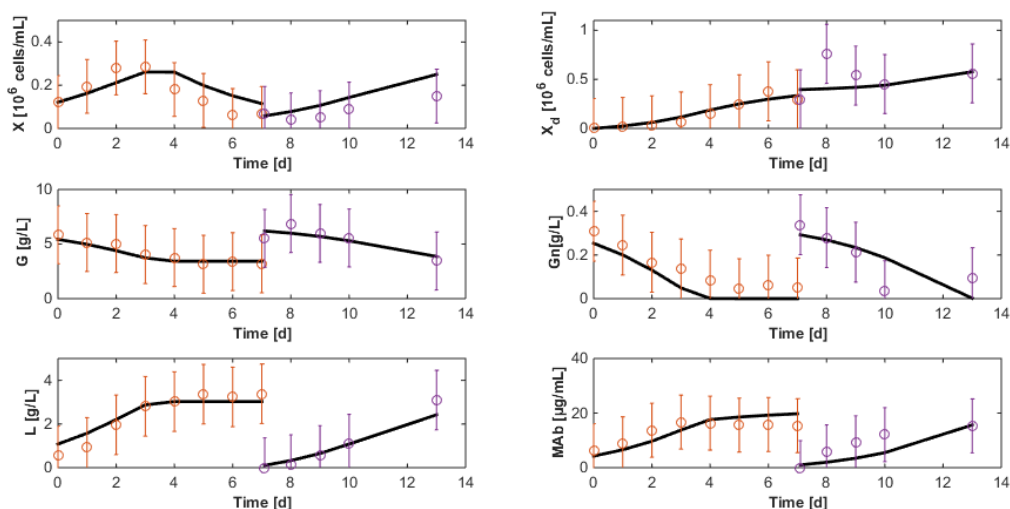 X [10⁶ cells/mL]
0.4
0.2
0
0 2 4 6 8 10 12 14
Time [d]
X_d [10⁶ cells/mL]
1
0.5
0
0 2 4 6 8 10 12 14
Time [d]
G [g/L]
10
5
0
0 2 4 6 8 10 12 14
Time [d]
Gn[g/L]
0.4
0.2
0
0 2 4 6 8 10 12 14
Time [d]
L [g/L]
4
2
0
0 2 4 6 8 10 12 14
Time [d]
MAb [µg/mL]
40
20
0
0 2 4 6 8 10 12 14
Time [d]